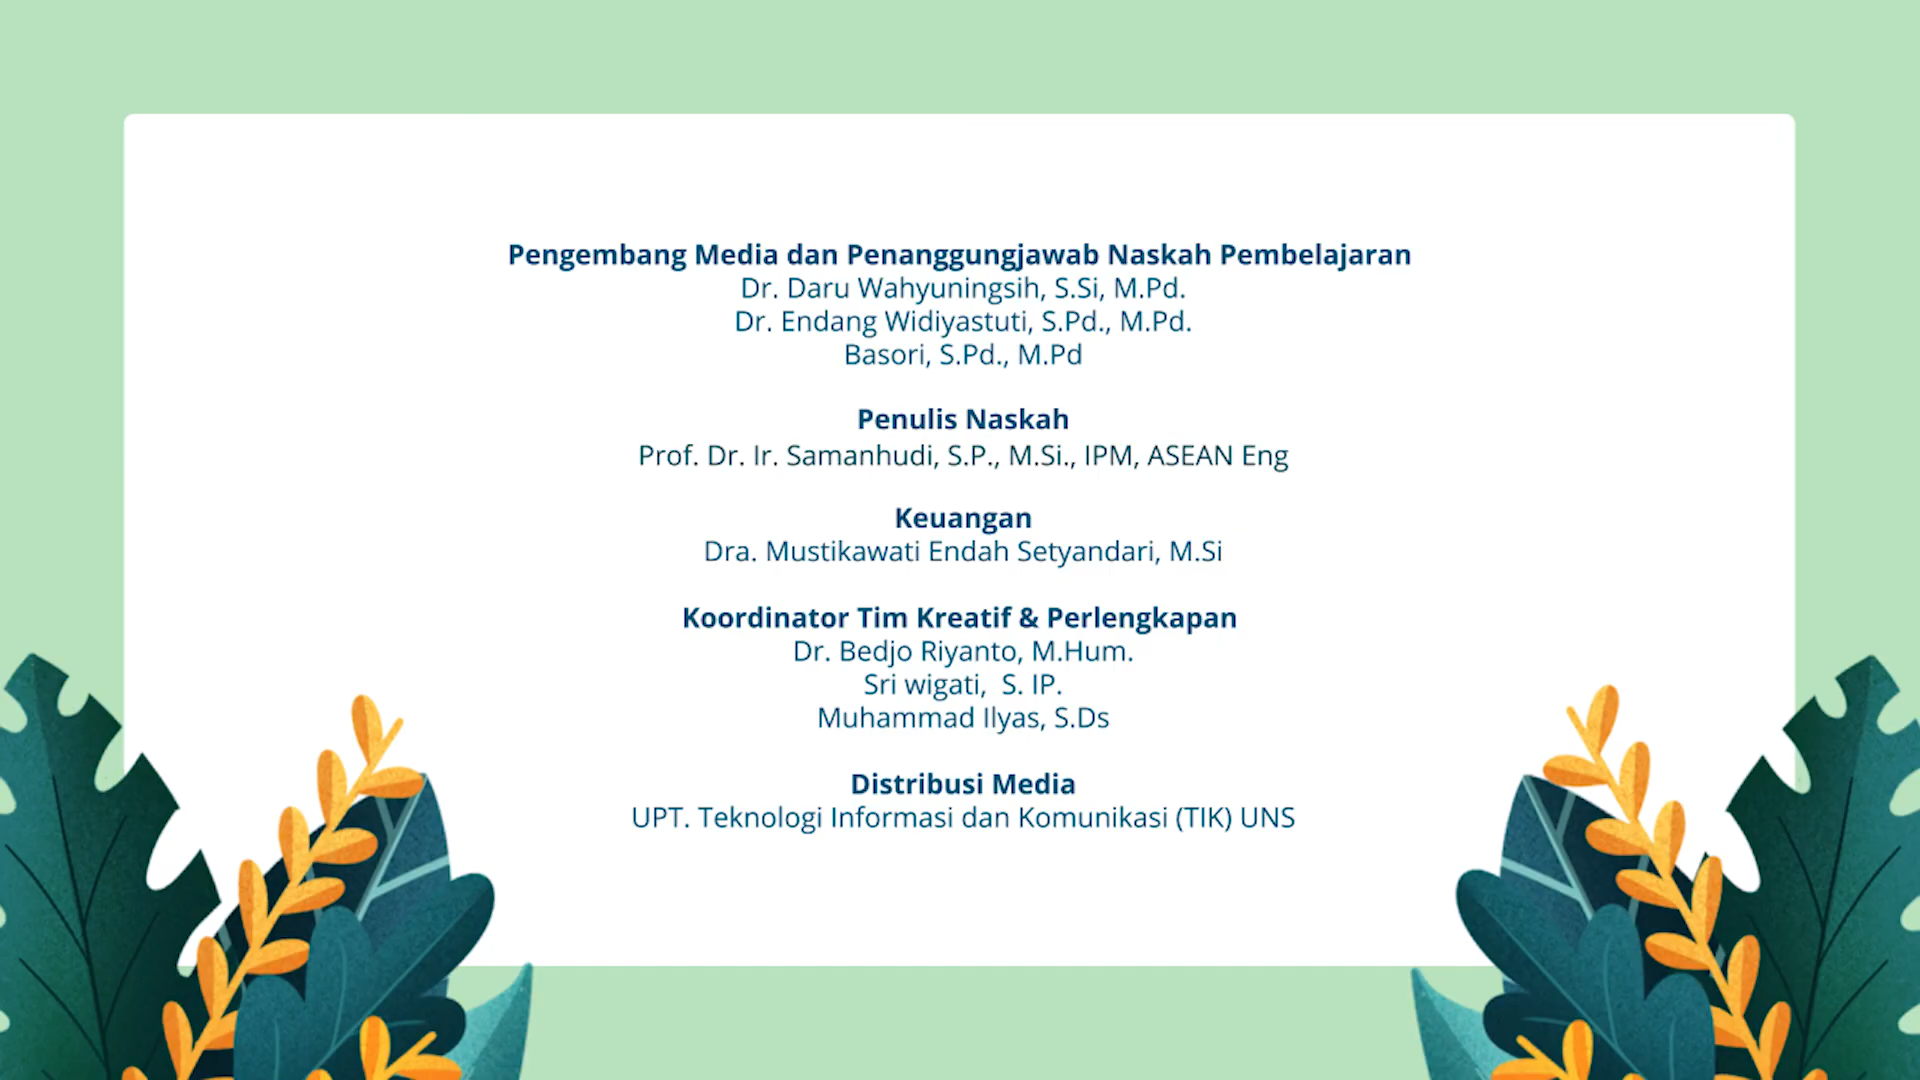 Pengembang Media dan Penanggungjawab Naskah Pembelajaran
Dr. Daru Wahyuningsih, S.Si, M.Pd.
Dr. Endang Widiyastuti, S.Pd., M.Pd.
Basori, S.Pd., M.Pd
Penulis Naskah
Prof. Dr. Ir. Samanhudi, S.P., M.Si., IPM, ASEAN Eng
Keuangan
Dra. Mustikawati Endah Setyandari, M.Si
Koordinator Tim Kreatif & Perlengkapan
Dr. Bedjo Riyanto, M.Hum.
Sri wigati, S. IP.
Muhammad Ilyas, S.Ds
Distribusi Media
UPT. Teknologi Informasi dan Komunikasi (TIK) UNS